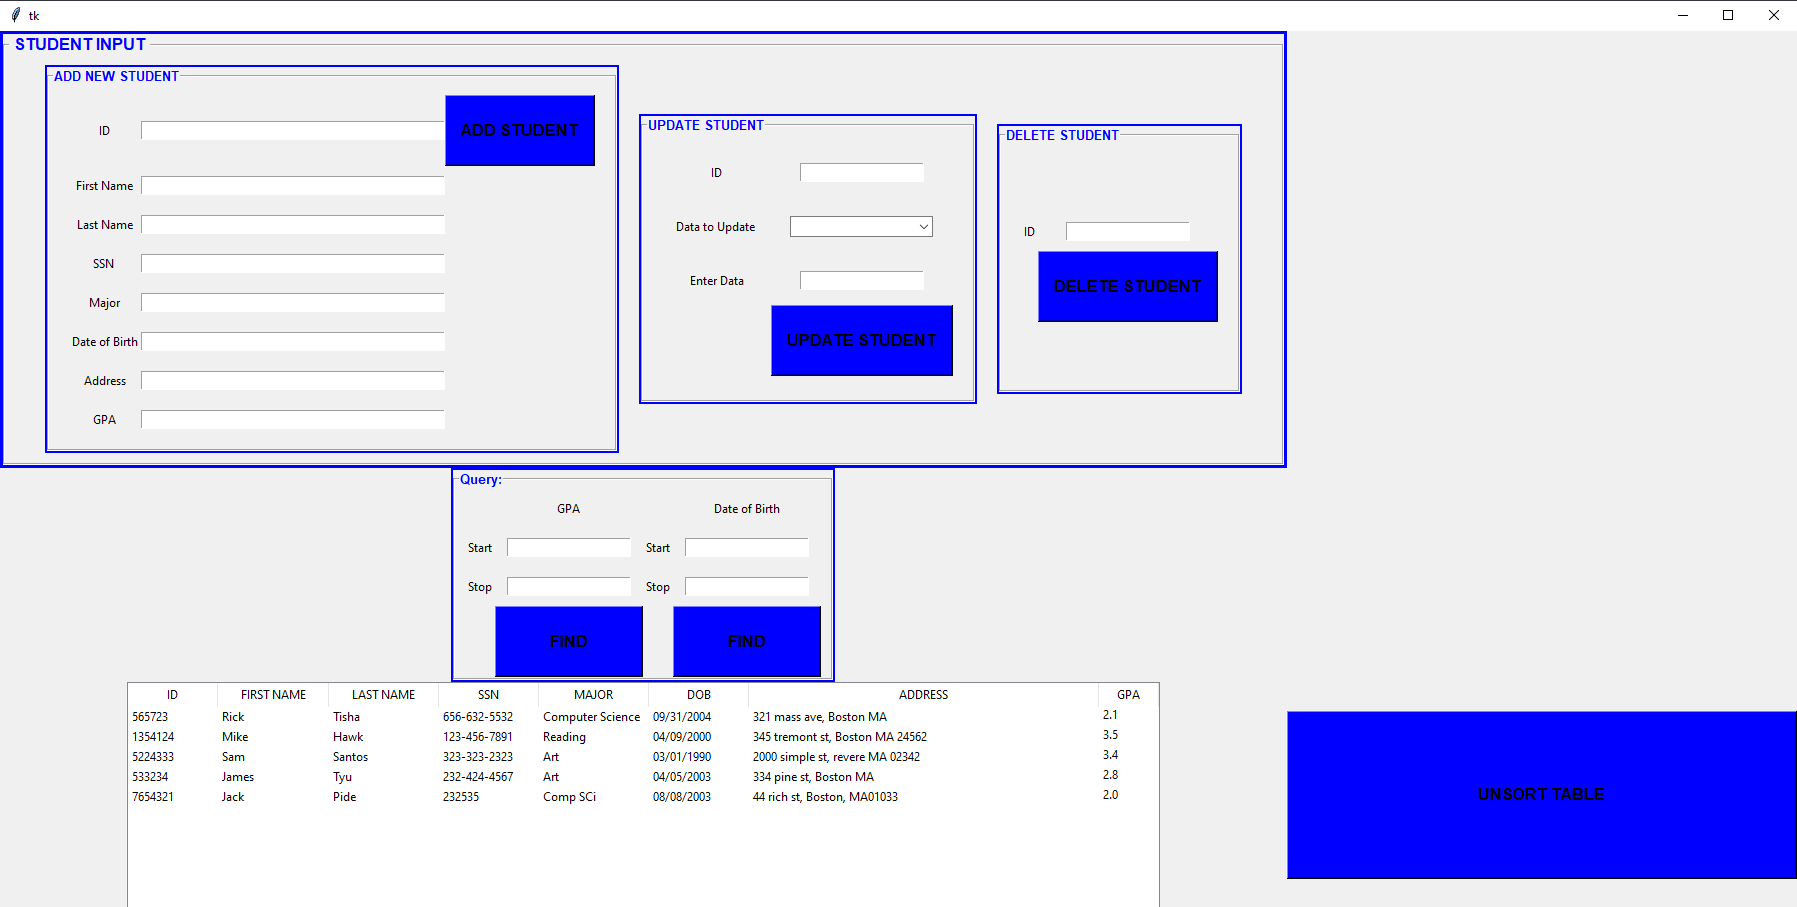 tk
STUDENT INPUT
ADD NEW STUDENT
ID
ADD STUDENT
First Name
Last Name
SSN
Major
Date of Birth
Address
GPA
UPDATE STUDENT
ID
Data to Update
Enter Data
UPDATE STUDENT
DELETE STUDENT
ID
DELETE STUDENT
Query:
GPA Date of Birth
Start Start
Stop Stop
FIND FIND
ID FIRST NAME LAST NAME SSN MAJOR DOB ADDRESS GPA
565723 Rick Tisha 656-632-5532 Computer Science 09/31/2004 321 mass ave, Boston MA 2.1
1354124 Mike Hawk 123-456-7891 Reading 04/09/2000 345 tremont st, Boston MA 24562 3.5
5224333 Sam Santos 323-323-2323 Art 03/01/1990 2000 simple st, revere MA 02342 3.4
533234 James Tyu 232-424-4567 Art 04/05/2003 334 pine st, Boston MA 2.8
7654321 Jack Pide 232535 Comp SCi 08/08/2003 44 rich st, Boston, MA01033 2.0
UNSORT TABLE